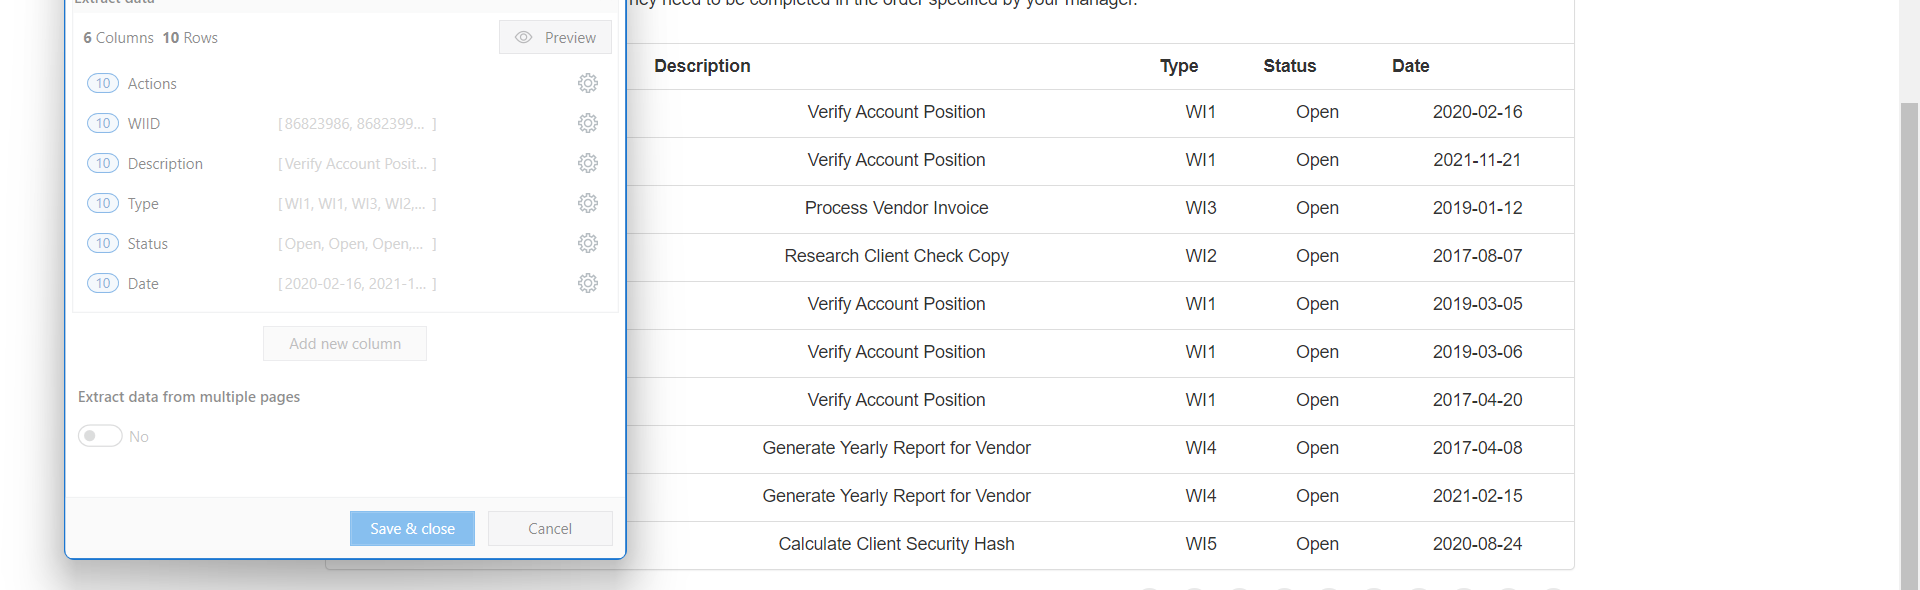 Extract data
6 Columns 10 Rows
Preview
10 Actions
10 WIID [ 86823986, 8682399... ]
10 Description [ Verify Account Posit... ]
10 Type [ WI1, WI1, WI3, WI2,... ]
10 Status [ Open, Open, Open,... ]
10 Date [ 2020-02-16, 2021-1... ]
Add new column
Extract data from multiple pages
No
Save & close Cancel
need to be completed in the order specified by your manager.
Description Type Status Date
Verify Account Position WI1 Open 2020-02-16
Verify Account Position WI1 Open 2021-11-21
Process Vendor Invoice WI3 Open 2019-01-12
Research Client Check Copy WI2 Open 2017-08-07
Verify Account Position WI1 Open 2019-03-05
Verify Account Position WI1 Open 2019-03-06
Verify Account Position WI1 Open 2017-04-20
Generate Yearly Report for Vendor WI4 Open 2017-04-08
Generate Yearly Report for Vendor WI4 Open 2021-02-15
Calculate Client Security Hash WI5 Open 2020-08-24